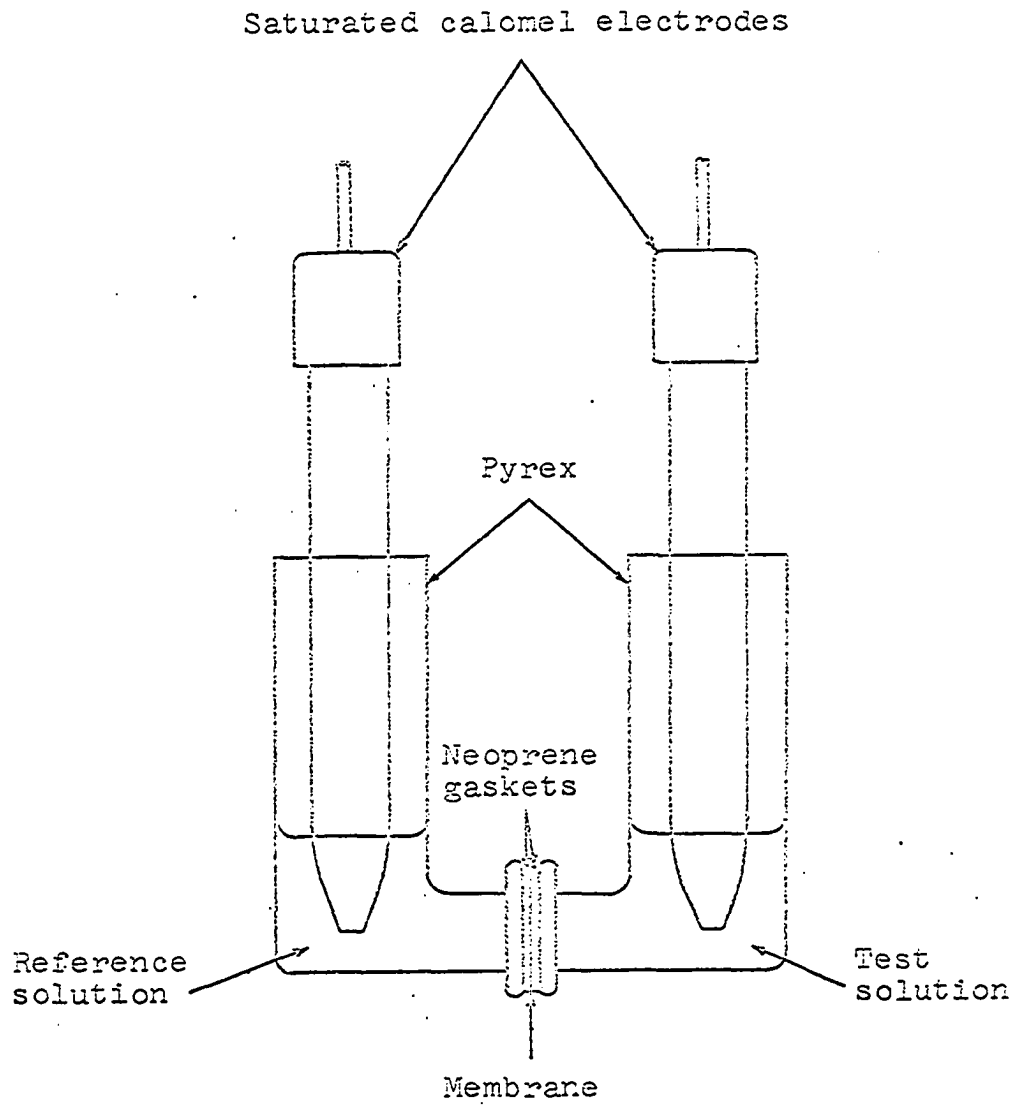 Saturated calomel electrodes
Pyrex
Neoprene
gaskets
Reference
solution
Test
solution
Membrane